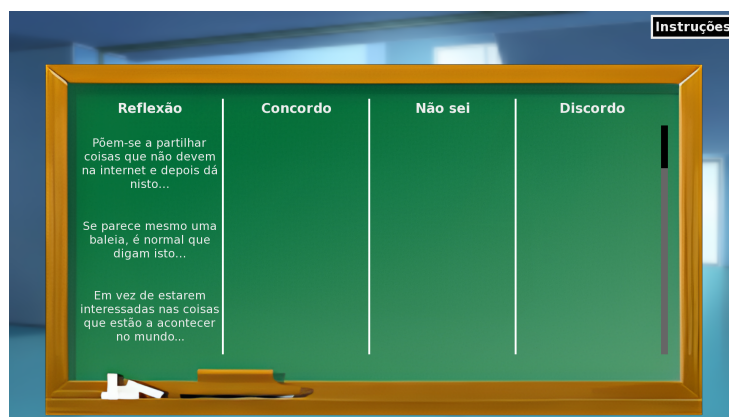 Instruções
Reflexão
Concordo
Não sei
Discordo
Põem-se a partilhar
coisas que não devem
na internet e depois dá
nisto...
Se parece mesmo uma
baleia, é normal que
digam isto...
Em vez de estarem
interessadas nas coisas
que estão a acontecer
no mundo...